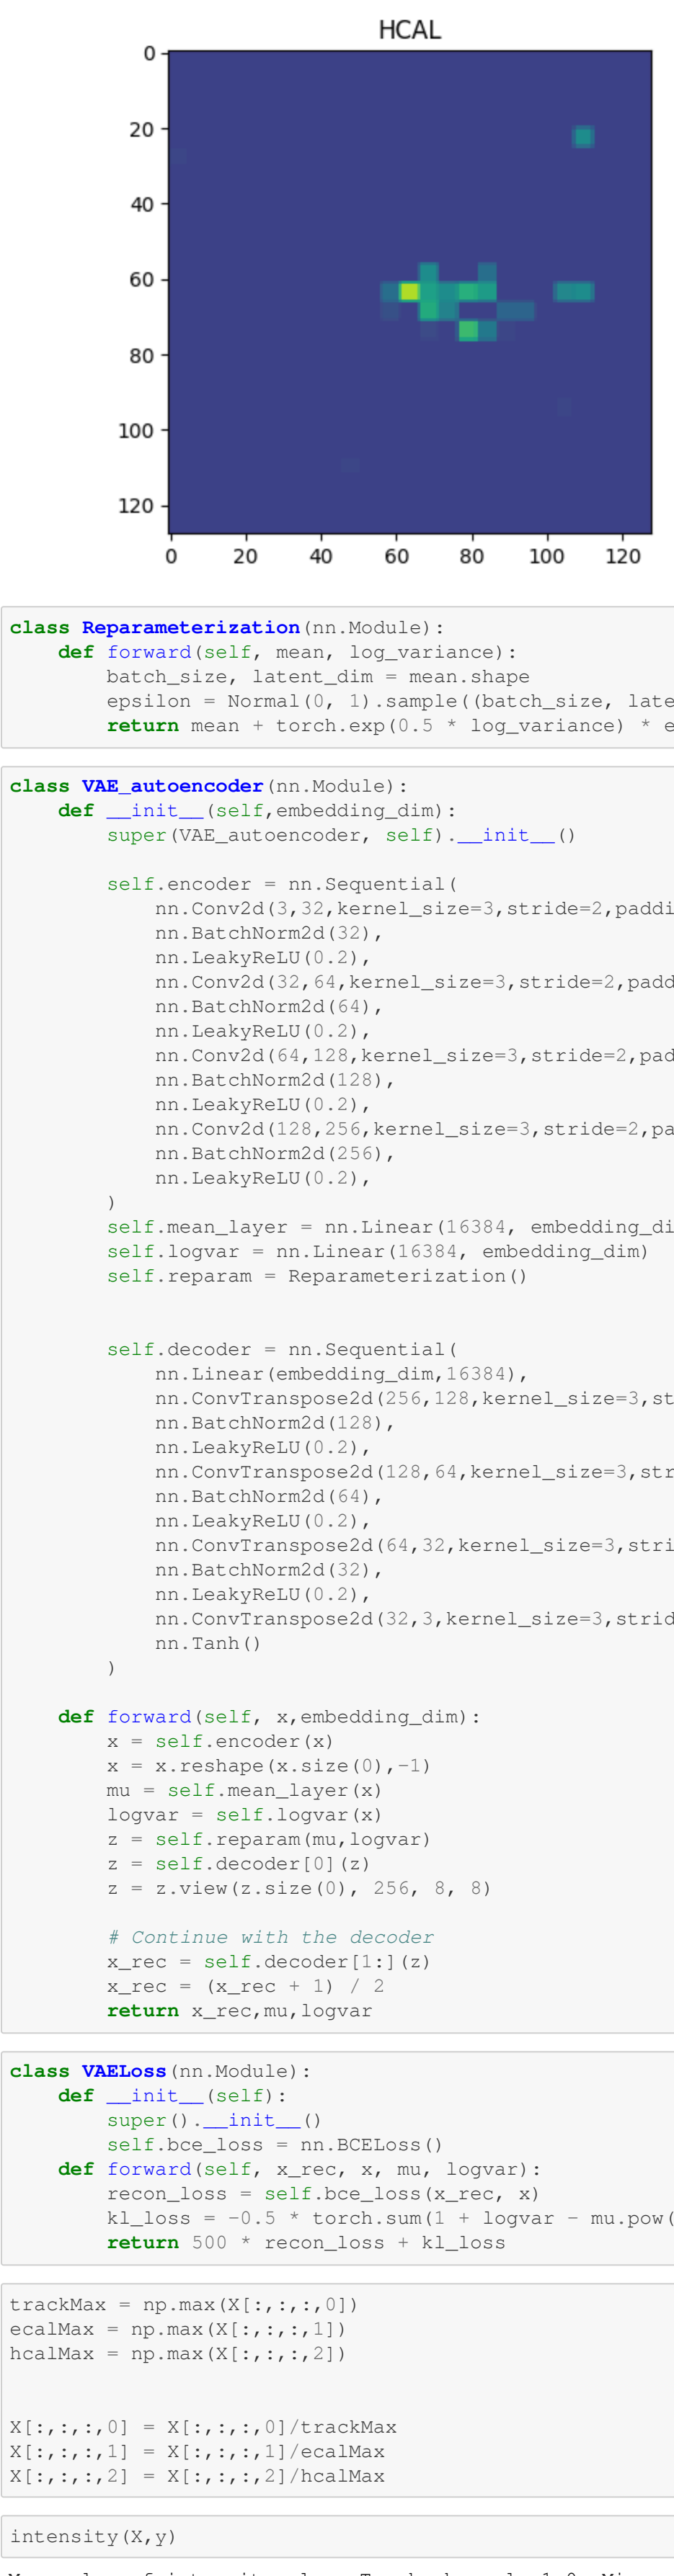 HCAL
0
20
40
60
80
100
120
0 20 40 60 80 100 120
class Reparameterization(nn.Module):
    def forward(self, mean, log_variance):
        batch_size, latent_dim = mean.shape
        epsilon = Normal(0, 1).sample((batch_size, late
        return mean + torch.exp(0.5 * log_variance) * e
class VAE_autoencoder(nn.Module):
    def __init__(self,embedding_dim):
        super(VAE_autoencoder, self).__init__()
        self.encoder = nn.Sequential(
            nn.Conv2d(3,32,kernel_size=3,stride=2,paddi
            nn.BatchNorm2d(32),
            nn.LeakyReLU(0.2),
            nn.Conv2d(32,64,kernel_size=3,stride=2,padd
            nn.BatchNorm2d(64),
            nn.LeakyReLU(0.2),
            nn.Conv2d(64,128,kernel_size=3,stride=2,pad
            nn.BatchNorm2d(128),
            nn.LeakyReLU(0.2),
            nn.Conv2d(128,256,kernel_size=3,stride=2,pa
            nn.BatchNorm2d(256),
            nn.LeakyReLU(0.2),
        )
        self.mean_layer = nn.Linear(16384, embedding_di
        self.logvar = nn.Linear(16384, embedding_dim)
        self.reparam = Reparameterization()
        self.decoder = nn.Sequential(
            nn.Linear(embedding_dim,16384),
            nn.ConvTranspose2d(256,128,kernel_size=3,st
            nn.BatchNorm2d(128),
            nn.LeakyReLU(0.2),
            nn.ConvTranspose2d(128,64,kernel_size=3,str
            nn.BatchNorm2d(64),
            nn.LeakyReLU(0.2),
            nn.ConvTranspose2d(64,32,kernel_size=3,stri
            nn.BatchNorm2d(32),
            nn.LeakyReLU(0.2),
            nn.ConvTranspose2d(32,3,kernel_size=3,strid
            nn.Tanh()
        )
    def forward(self, x,embedding_dim):
        x = self.encoder(x)
        x = x.reshape(x.size(0),-1)
        mu = self.mean_layer(x)
        logvar = self.logvar(x)
        z = self.reparam(mu,logvar)
        z = self.decoder[0](z)
        z = z.view(z.size(0), 256, 8, 8)
        # Continue with the decoder
        x_rec = self.decoder[1:](z)
        x_rec = (x_rec + 1) / 2
        return x_rec,mu,logvar
class VAELoss(nn.Module):
    def __init__(self):
        super().__init__()
        self.bce_loss = nn.BCELoss()
    def forward(self, x_rec, x, mu, logvar):
        recon_loss = self.bce_loss(x_rec, x)
        kl_loss = -0.5 * torch.sum(1 + logvar - mu.pow(
        return 500 * recon_loss + kl_loss
trackMax = np.max(X[:,:,:,0])
ecalMax = np.max(X[:,:,:,1])
hcalMax = np.max(X[:,:,:,2])
X[:,:,:,0] = X[:,:,:,0]/trackMax
X[:,:,:,1] = X[:,:,:,1]/ecalMax
X[:,:,:,2] = X[:,:,:,2]/hcalMax
intensity(X,y)